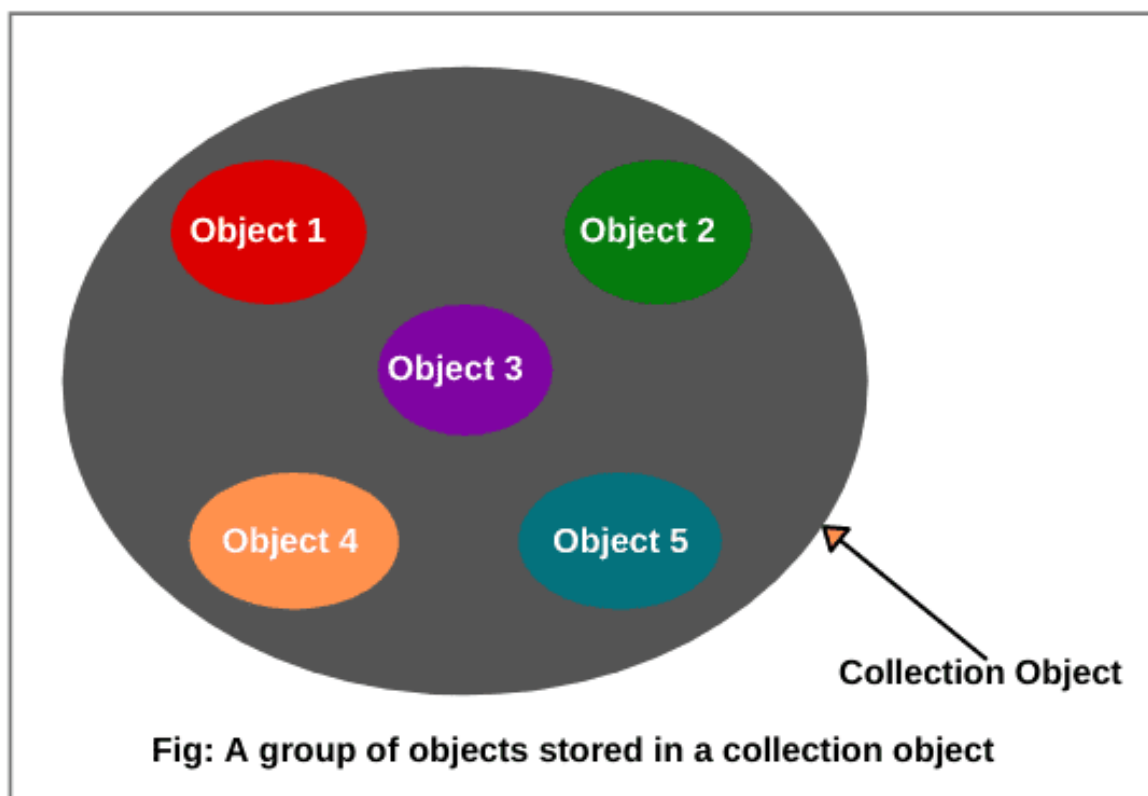 Object 1
Object 2
Object 3
Object 4
Object 5
Collection Object
Fig: A group of objects stored in a collection object